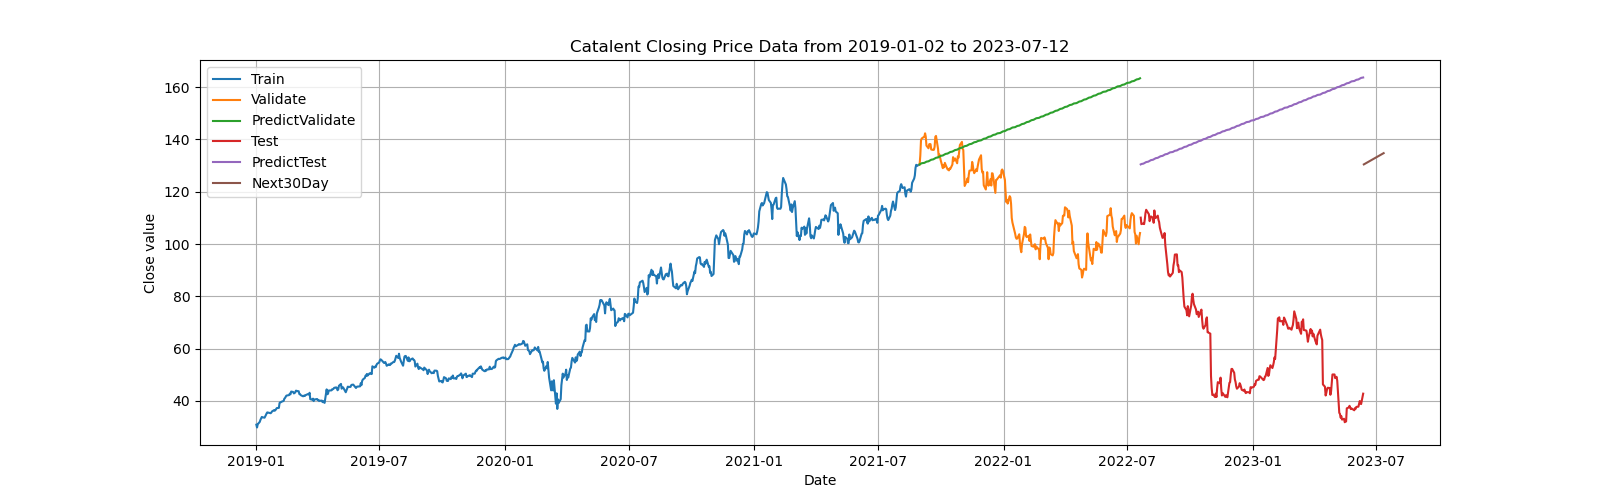 Catalent Closing Price Data from 2019-01-02 to 2023-07-12
Train
Validate
PredictValidate
Test
PredictTest
Next30Day
Close value
160
140
120
100
80
60
40
2019-01 2019-07 2020-01 2020-07 2021-01 2021-07 2022-01 2022-07 2023-01 2023-07
Date